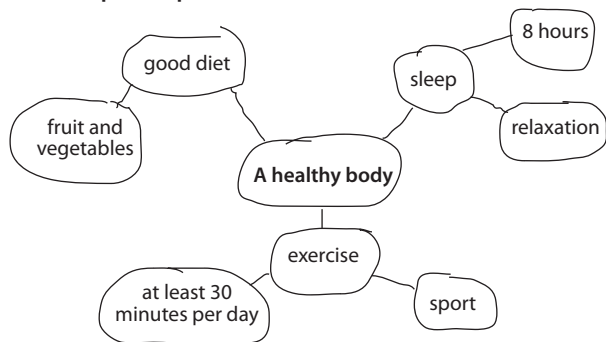 8 hours
good diet
sleep
fruit and
vegetables
relaxation
A healthy body
exercise
at least 30
minutes per day
sport